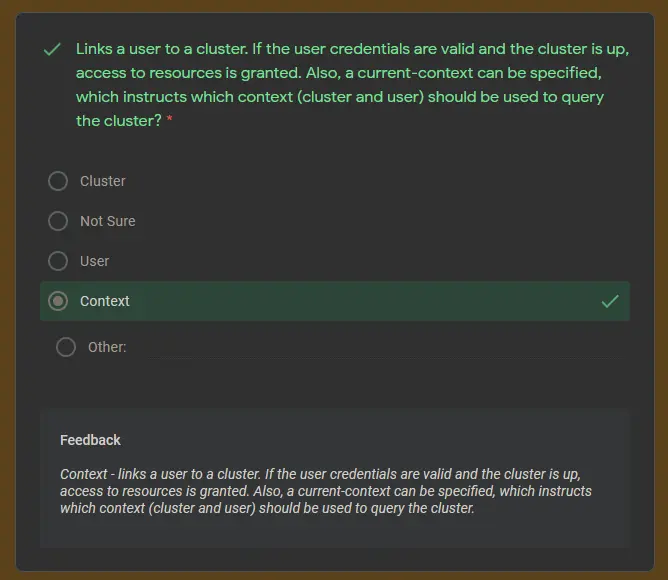 Links a user to a cluster. If the user credentials are valid and the cluster is up,
access to resources is granted. Also, a current-context can be specified,
which instructs which context (cluster and user) should be used to query
the cluster? *
Cluster
Not Sure
User
Context
Other:
Feedback
Context - links a user to a cluster. If the user credentials are valid and the cluster is up,
access to resources is granted. Also, a current-context can be specified, which instructs
which context (cluster and user) should be used to query the cluster.